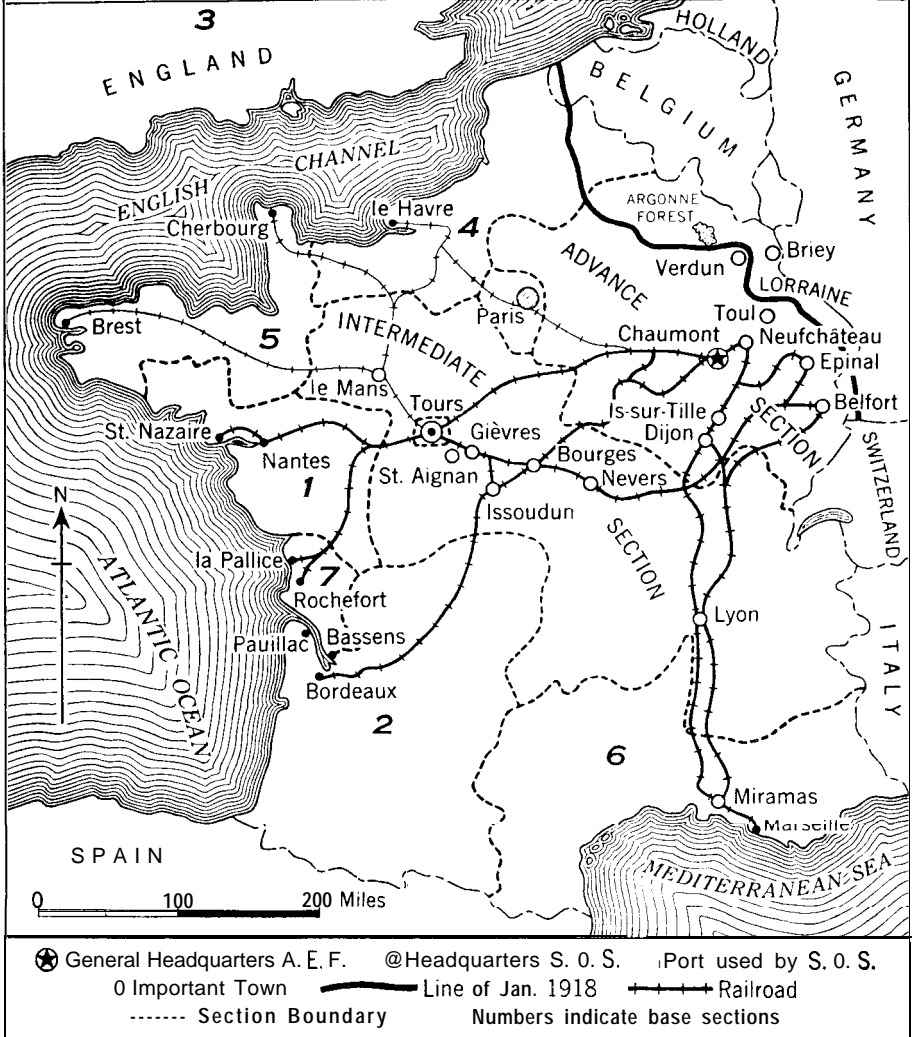 3
ENGLAND
HOLLAND
BELGIUM
GERMANY
ENGLISH CHANNEL
Cherbourg
le Havre
4
ARGONNE
FOREST
Verdun
Briey
ADVANCE
LORRAINE
Toul
Paris
Chaumont
Neufchâteau
Brest
5
INTERMEDIATE
Epinal
le Mans
Tours
Is-sur-Tille
SECTION
Belfort
St. Nazaire
Dijon
Gièvres
Bourges
Nantes
St. Aignan
Nevers
SWITZERLAND
1
N
Issoudun
SECTION
la Pallice
7
Rochefort
ATLANTIC OCEAN
Lyon
Pauillac
Bassens
ITALY
Bordeaux
2
6
Miramas
Marseille
SPAIN
MEDITERRANEAN SEA
0 100 200 Miles
General Headquarters A. E. F. @Headquarters S. O. S. Port used by S. O. S.
0 Important Town Line of Jan. 1918 Railroad
------ Section Boundary Numbers indicate base sections